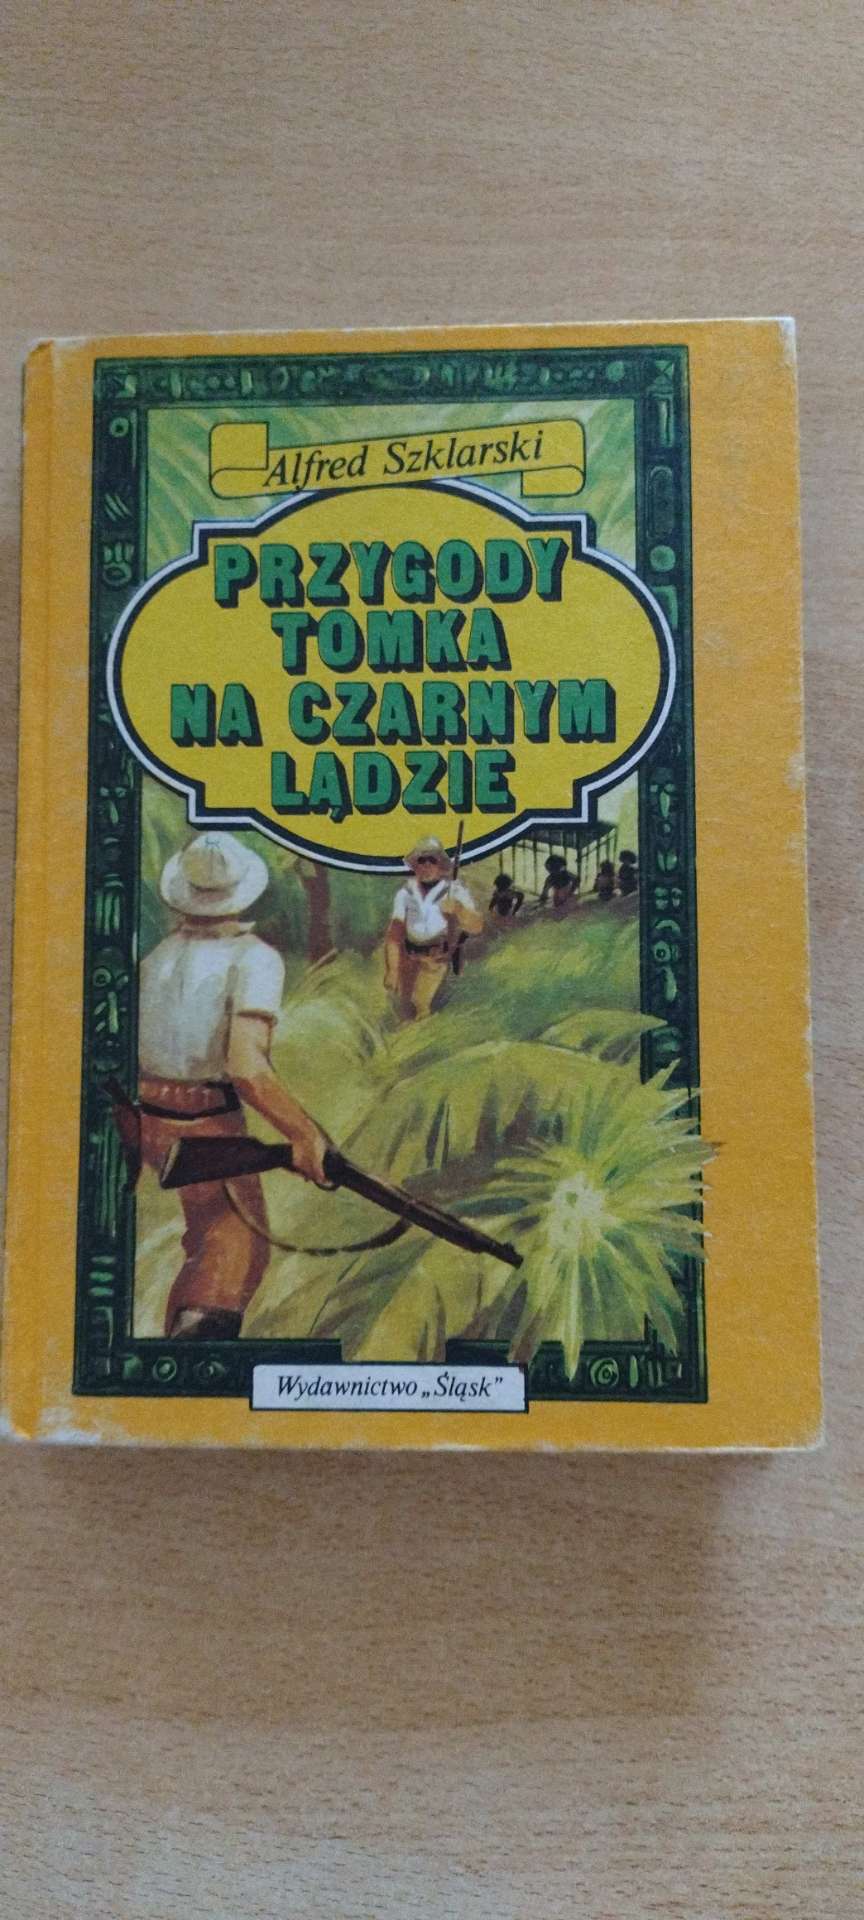 Alfred Szklarski
PRZYGODY
TOMKA
NA CZARNYM
LĄDZIE
Wydawnictwo „Śląsk”